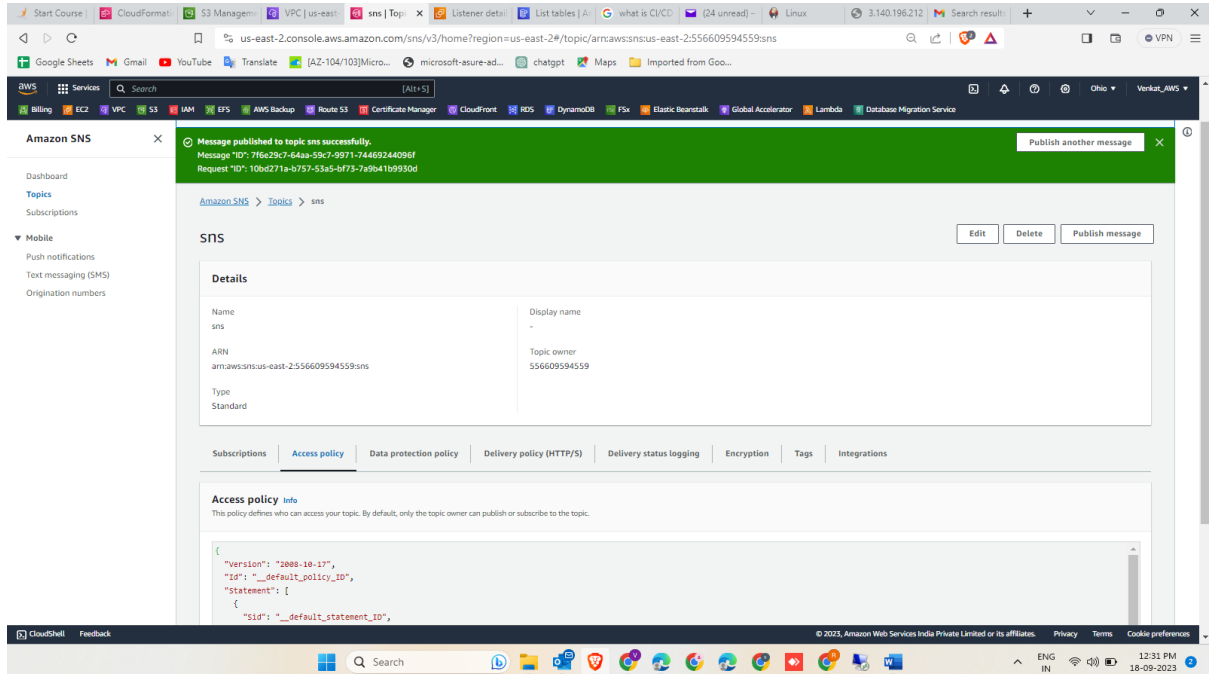 Start Course |
CloudFormati
S3 Manageme
VPC | us-east-
sns | Topi
Listener detail
List tables | A
what is CI/CD
(24 unread) -
Linux
3.140.196.212
Search results
us-east-2.console.aws.amazon.com/sns/v3/home?region=us-east-2#/topic/arn:aws:sns:us-east-2:556609594559:sns
VPN
Google Sheets Gmail YouTube Translate [AZ-104/103]Micro... microsoft-asure-ad... chatgpt Maps Imported from Goo...
aws Services Search [Alt+S] Ohio Venkat_AWS
Billing EC2 VPC S3 IAM EFS AWS Backup Route 53 Certificate Manager CloudFront RDS DynamoDB FSx Elastic Beanstalk Global Accelerator Lambda Database Migration Service
Amazon SNS
Dashboard
Topics
Subscriptions
Mobile
Push notifications
Text messaging (SMS)
Origination numbers
Message published to topic sns successfully.
Message "ID": 7f6e29c7-64aa-59c7-9971-74469244096f
Request "ID": 10bd271a-b757-53a5-bf73-7a9b41b9930d
Publish another message
Amazon SNS > Topics > sns
sns
Edit Delete Publish message
Details
Name
sns
Display name
-
ARN
arn:aws:sns:us-east-2:556609594559:sns
Topic owner
556609594559
Type
Standard
Subscriptions Access policy Data protection policy Delivery policy (HTTP/S) Delivery status logging Encryption Tags Integrations
Access policy Info
This policy defines who can access your topic. By default, only the topic owner can publish or subscribe to the topic.
{
"Version": "2008-10-17",
"Id": "__default_policy_ID",
"Statement": [
{
"Sid": "__default_statement_ID",
CloudShell Feedback © 2023, Amazon Web Services India Private Limited or its affiliates. Privacy Terms Cookie preferences
Search
ENG
IN
12:31 PM
18-09-2023
2